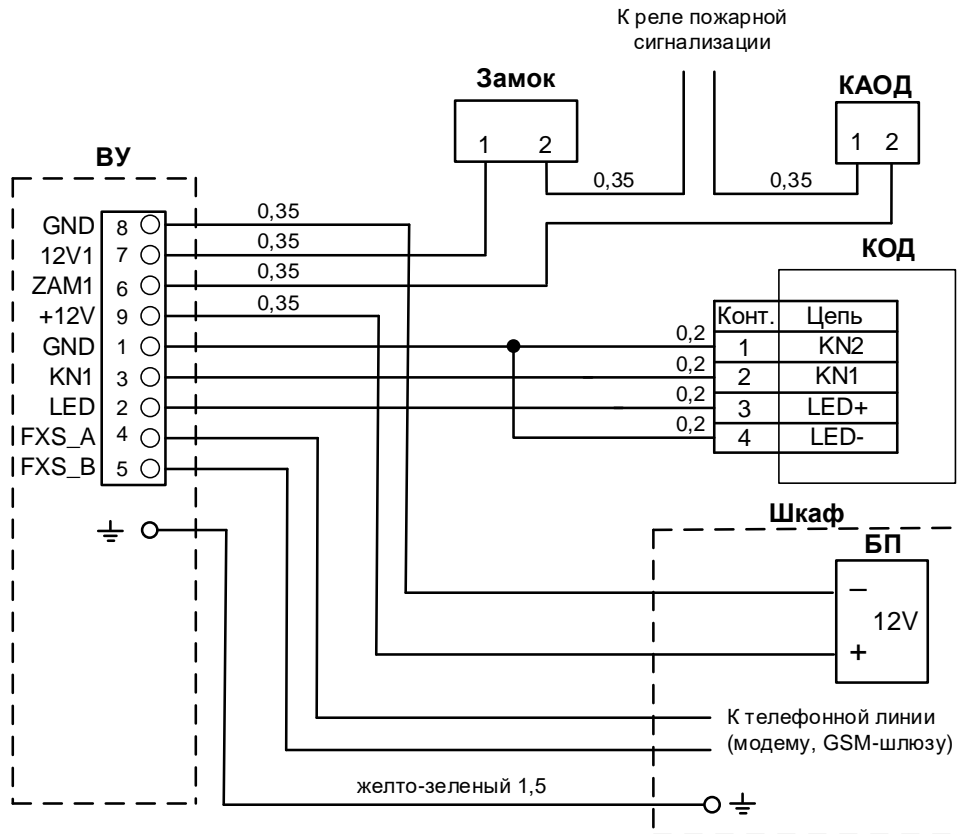 К реле пожарной
сигнализации
Замок
1 2
КАОД
1 2
0,35
0,35
ВУ
GND 8 0,35
12V1 7 0,35
ZAM1 6 0,35
+12V 9 0,35
GND 1
KN1 3
LED 2
FXS_A 4
FXS_B 5
КОД
Конт. Цепь
0,2 1 KN2
0,2 2 KN1
0,2 3 LED+
0,2 4 LED-
Шкаф
БП
–
12V
+
К телефонной линии
(модему, GSM-шлюзу)
желто-зеленый 1,5